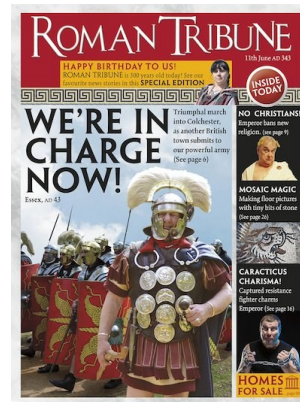 ROMAN TRIBUNE
11th June AD 343
HAPPY BIRTHDAY TO US!
ROMAN TRIBUNE is 300 years old today! See our
favourite news stories in this SPECIAL EDITION
INSIDE
TODAY
WE'RE IN
CHARGE
NOW!
Essex, AD 43
Triumphal march
into Colchester,
as another British
town submits to
our powerful army
(See page 6)
NO CHRISTIANS!
Emperor bans new
religion. (see page 9)
MOSAIC MAGIC
Making floor pictures
with tiny bits of stone
(See page 26)
CARACTICUS
CHARISMA!
Captured resistance
fighter charms
Emperor (See page 16)
HOMES
FOR SALE